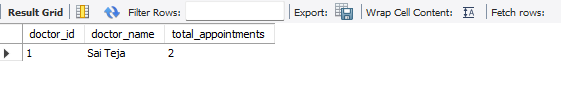 Result Grid Filter Rows: Export: Wrap Cell Content: Fetch rows:
doctor_id doctor_name total_appointments
1 Sai Teja 2